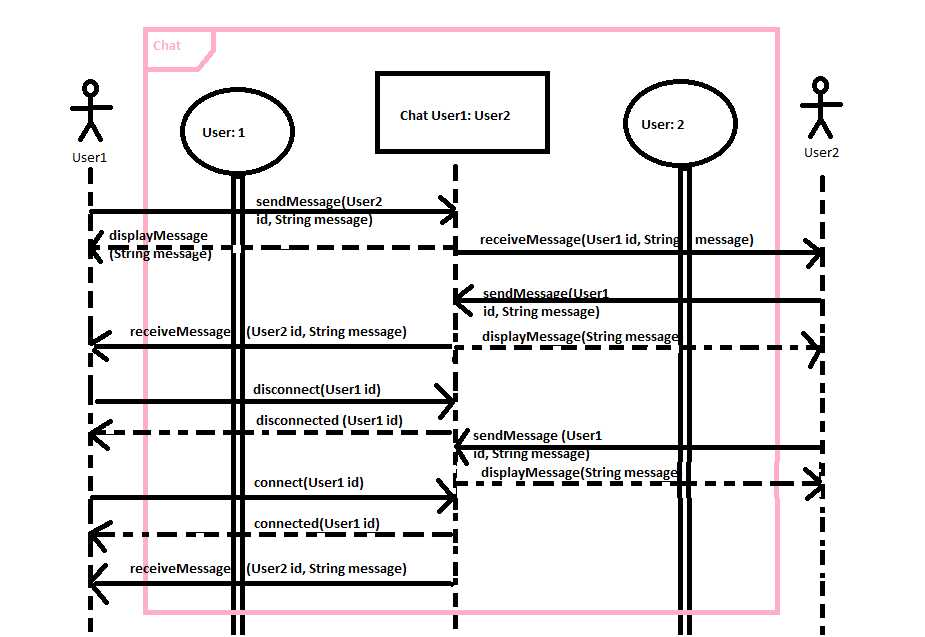 Chat
User: 1
Chat User1: User2
User: 2
User1
User2
sendMessage(User2
id, String message)
displayMessage
(String message)
receiveMessage(User1 id, String message)
sendMessage(User1
id, String message)
receiveMessage (User2 id, String message)
displayMessage(String message
disconnect(User1 id)
disconnected (User1 id)
sendMessage (User1
id, String message)
displayMessage(String message
connect(User1 id)
connected(User1 id)
receiveMessage (User2 id, String message)